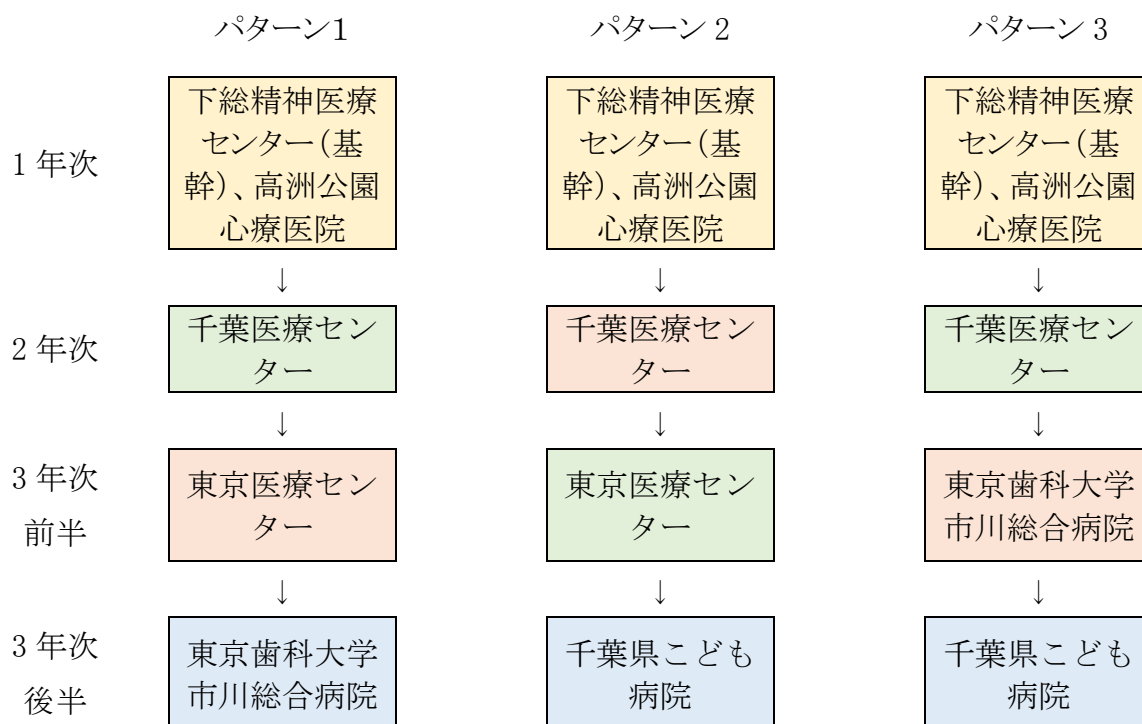 パターン1
パターン 2
パターン 3
1 年次
下総精神医療
センター(基
幹)、高洲公園
心療医院
下総精神医療
センター(基
幹)、高洲公園
心療医院
下総精神医療
センター(基
幹)、高洲公園
心療医院
↓
↓
↓
2 年次
千葉医療セン
ター
千葉医療セン
ター
千葉医療セン
ター
↓
↓
↓
3 年次
前半
東京医療セン
ター
東京医療セン
ター
東京歯科大学
市川総合病院
↓
↓
↓
3 年次
後半
東京歯科大学
市川総合病院
千葉県こども
病院
千葉県こども
病院